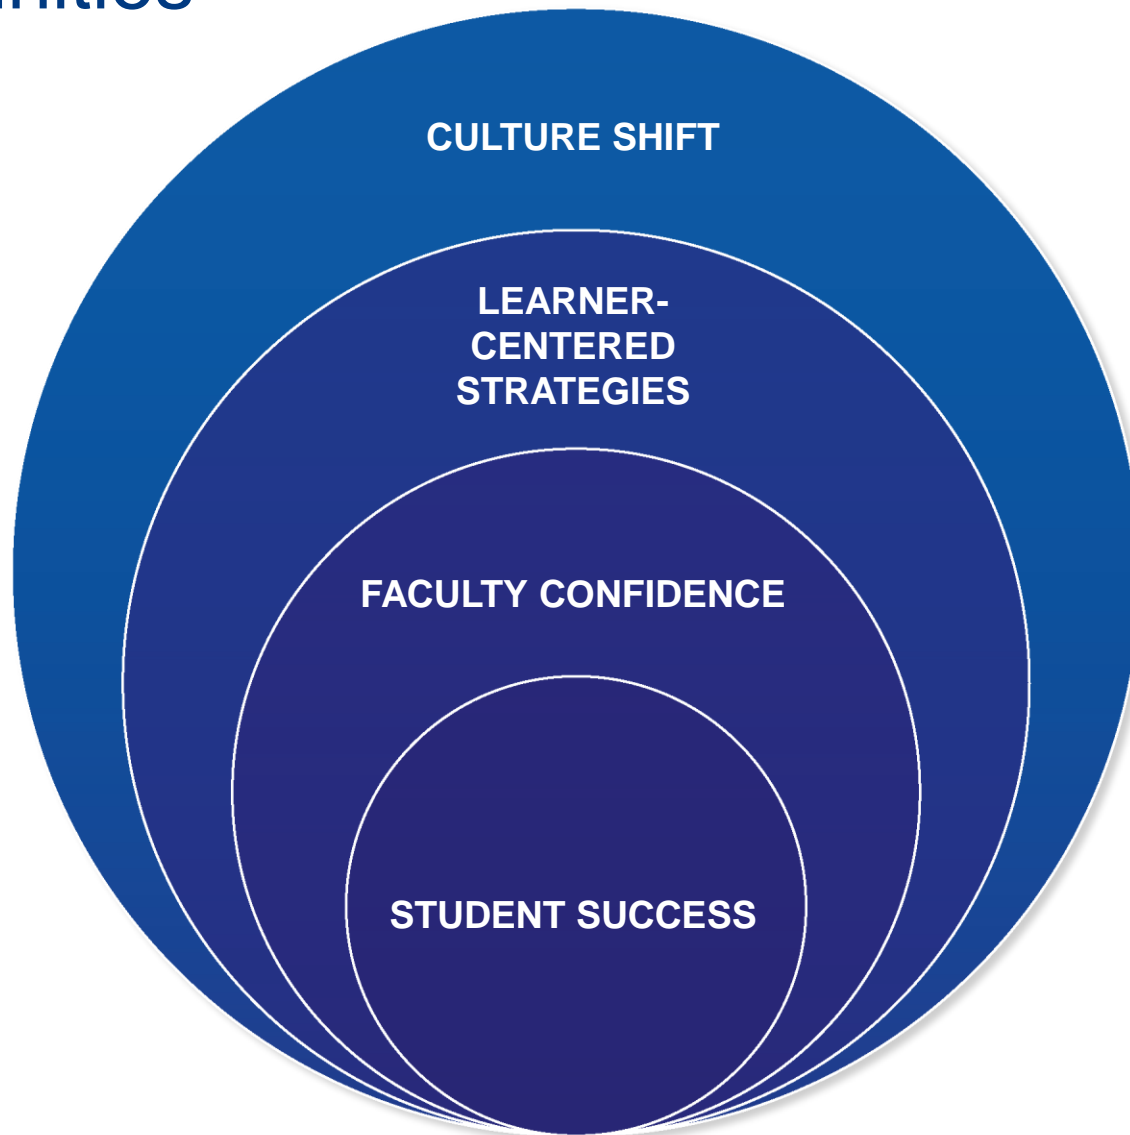 CULTURE SHIFT
LEARNER-
CENTERED
STRATEGIES
FACULTY CONFIDENCE
STUDENT SUCCESS